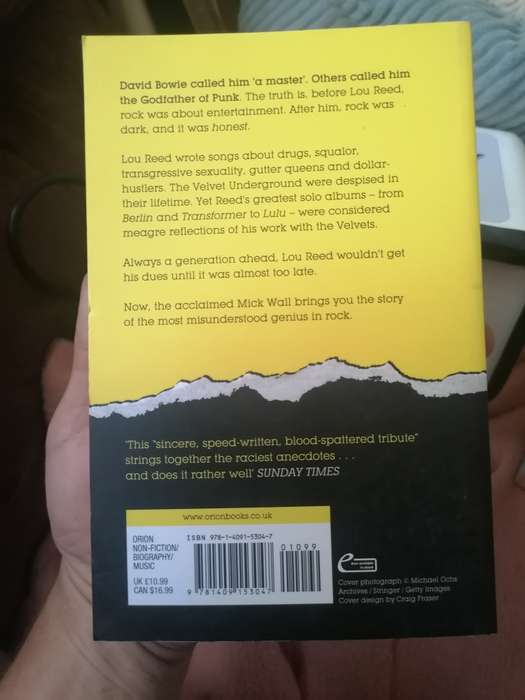 David Bowie called him 'a master'. Others called him
the Godfather of Punk. The truth is, before Lou Reed,
rock was about entertainment. After him, rock was
dark, and it was honest.
Lou Reed wrote songs about drugs, squalor,
transgressive sexuality, gutter queens and dollar-
hustlers. The Velvet Underground were despised in
their lifetime. Yet Reed's greatest solo albums – from
Berlin and Transformer to Lulu – were considered
meagre reflections of his work with the Velvets.
Always a generation ahead, Lou Reed wouldn't get
his dues until it was almost too late.
Now, the acclaimed Mick Wall brings you the story
of the most misunderstood genius in rock.
'This "sincere, speed-written, blood-spattered tribute"
strings together the raciest anecdotes . . .
and does it rather well' SUNDAY TIMES
www.orionbooks.co.uk
ORION
NON-FICTION/
BIOGRAPHY/
MUSIC
UK £10.99
CAN $16.99
ISBN 978-1-4091-5304-7
01099
9 781409 153047
e
Cover photograph © Michael Ochs
Archives / Stringer / Getty Images
Cover design by Craig Fraser